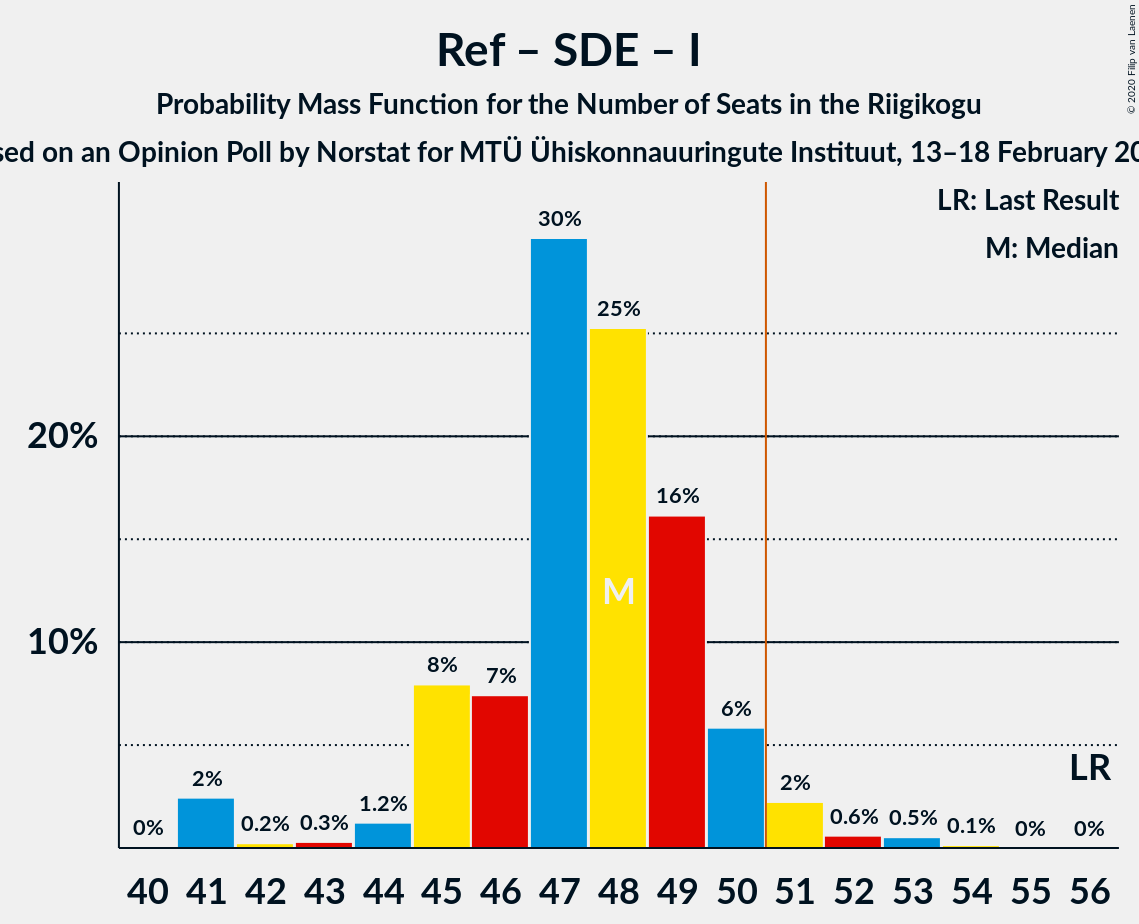 Ref – SDE – I
Probability Mass Function for the Number of Seats in the Riigikogu
sed on an Opinion Poll by Norstat for MTÜ Ühiskonnauuringute Instituut, 13–18 February 20
© 2020 Filip van Laenen
LR: Last Result
M: Median
30%
25%
20%
16%
M
10%
8%
7%
6%
LR
2%
2%
1.2%
0%
0.2%
0.3%
0.6%
0.5%
0.1%
0%
0%
40 41 42 43 44 45 46 47 48 49 50 51 52 53 54 55 56